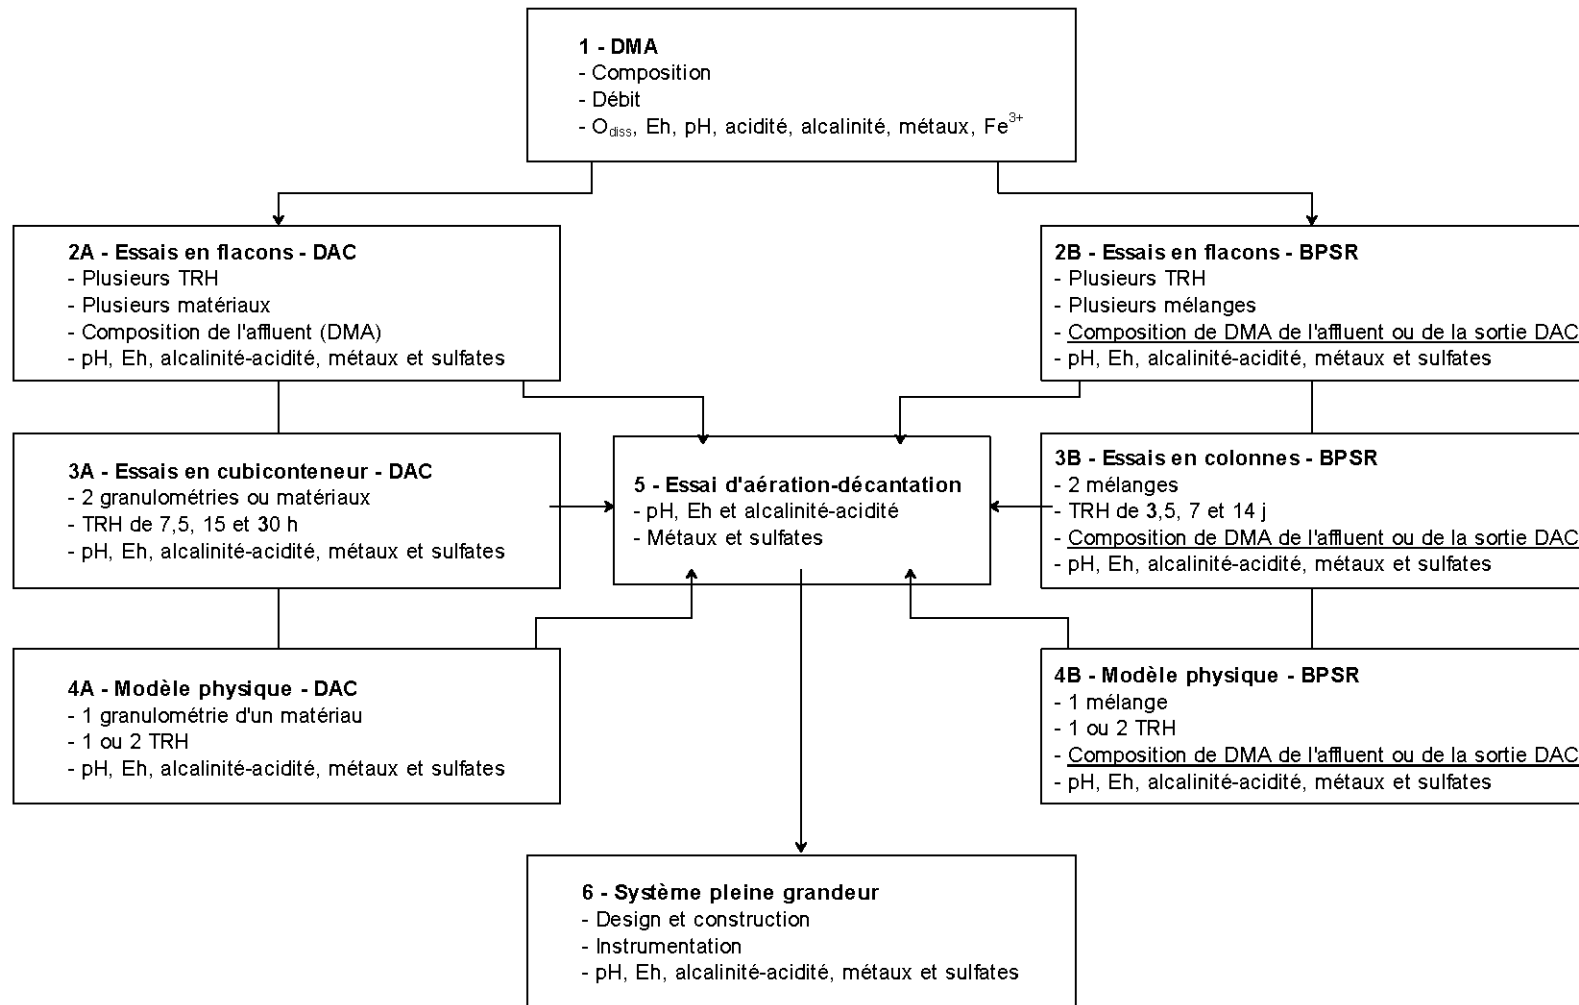 1 - DMA
- Composition
- Débit
- Odiss, Eh, pH, acidité, alcalinité, métaux, Fe3+
2A - Essais en flacons - DAC
- Plusieurs TRH
- Plusieurs matériaux
- Composition de l'affluent (DMA)
- pH, Eh, alcalinité-acidité, métaux et sulfates
2B - Essais en flacons - BPSR
- Plusieurs TRH
- Plusieurs mélanges
- Composition de DMA de l'affluent ou de la sortie DAC
- pH, Eh, alcalinité-acidité, métaux et sulfates
3A - Essais en cubiconteneur - DAC
- 2 granulométries ou matériaux
- TRH de 7,5, 15 et 30 h
- pH, Eh, alcalinité-acidité, métaux et sulfates
5 - Essai d'aération-décantation
- pH, Eh et alcalinité-acidité
- Métaux et sulfates
3B - Essais en colonnes - BPSR
- 2 mélanges
- TRH de 3,5, 7 et 14 j
- Composition de DMA de l'affluent ou de la sortie DAC
- pH, Eh, alcalinité-acidité, métaux et sulfates
4A - Modèle physique - DAC
- 1 granulométrie d'un matériau
- 1 ou 2 TRH
- pH, Eh, alcalinité-acidité, métaux et sulfates
4B - Modèle physique - BPSR
- 1 mélange
- 1 ou 2 TRH
- Composition de DMA de l'affluent ou de la sortie DAC
- pH, Eh, alcalinité-acidité, métaux et sulfates
6 - Système pleine grandeur
- Design et construction
- Instrumentation
- pH, Eh, alcalinité-acidité, métaux et sulfates